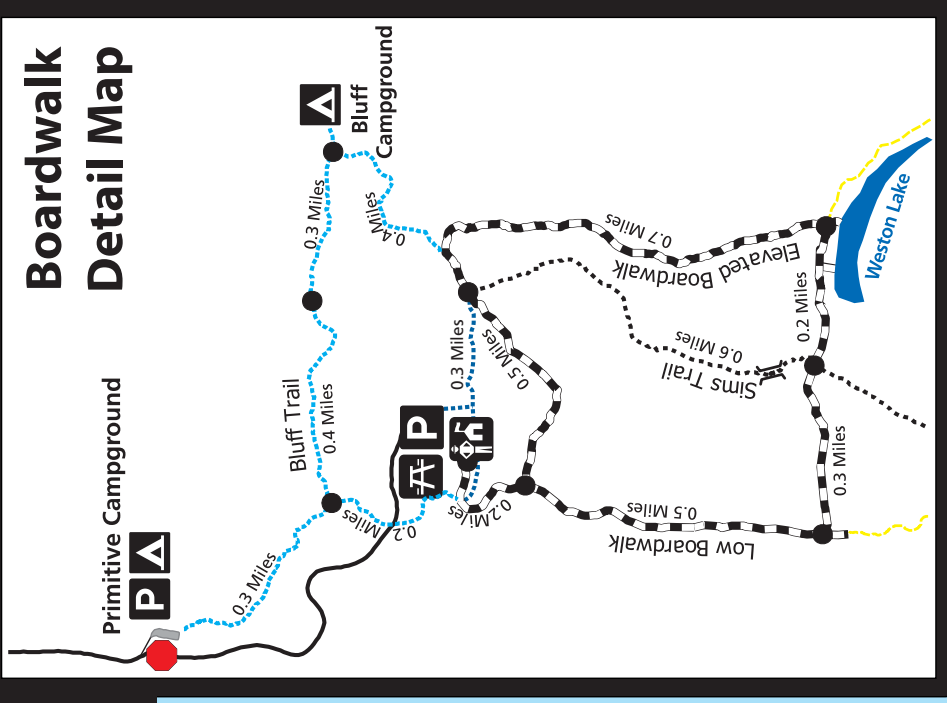 Boardwalk
Detail Map
Primitive Campground
P
0.3 Miles
Bluff Trail
0.4 Miles
0.3 Miles
Bluff
Campground
0.4 Miles
0.2 Miles
P
0.3 Miles
0.5 Miles
0.2 Miles
0.7 Miles
Elevated Boardwalk
0.6 Miles
Sims Trail
0.5 Miles
Low Boardwalk
0.2 Miles
0.3 Miles
Weston Lake